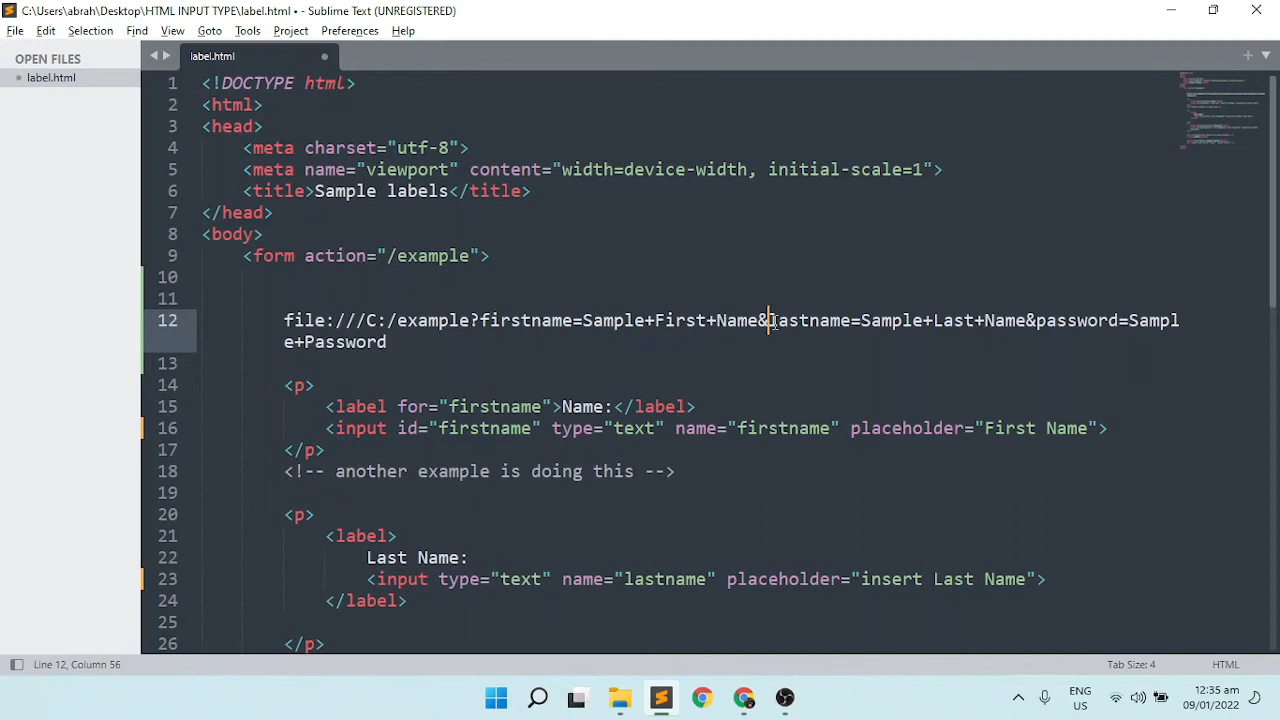 C:\Users\abrah\Desktop\HTML INPUT TYPE\label.html • - Sublime Text (UNREGISTERED)
File Edit Selection Find View Goto Tools Project Preferences Help
OPEN FILES
label.html
label.html
1 <!DOCTYPE html>
2 <html>
3 <head>
4 <meta charset="utf-8">
5 <meta name="viewport" content="width=device-width, initial-scale=1">
6 <title>Sample labels</title>
7 </head>
8 <body>
9 <form action="/example">
10
11
12 file:///C:/example?firstname=Sample+First+Name&lastname=Sample+Last+Name&password=Sampl
e+Password
13
14 <p>
15 <label for="firstname">Name:</label>
16 <input id="firstname" type="text" name="firstname" placeholder="First Name">
17 </p>
18 <!-- another example is doing this -->
19
20 <p>
21 <label>
22 Last Name:
23 <input type="text" name="lastname" placeholder="insert Last Name">
24 </label>
25
26 </p>
Line 12, Column 56
Tab Size: 4
HTML
ENG
US
12:35 am
09/01/2022